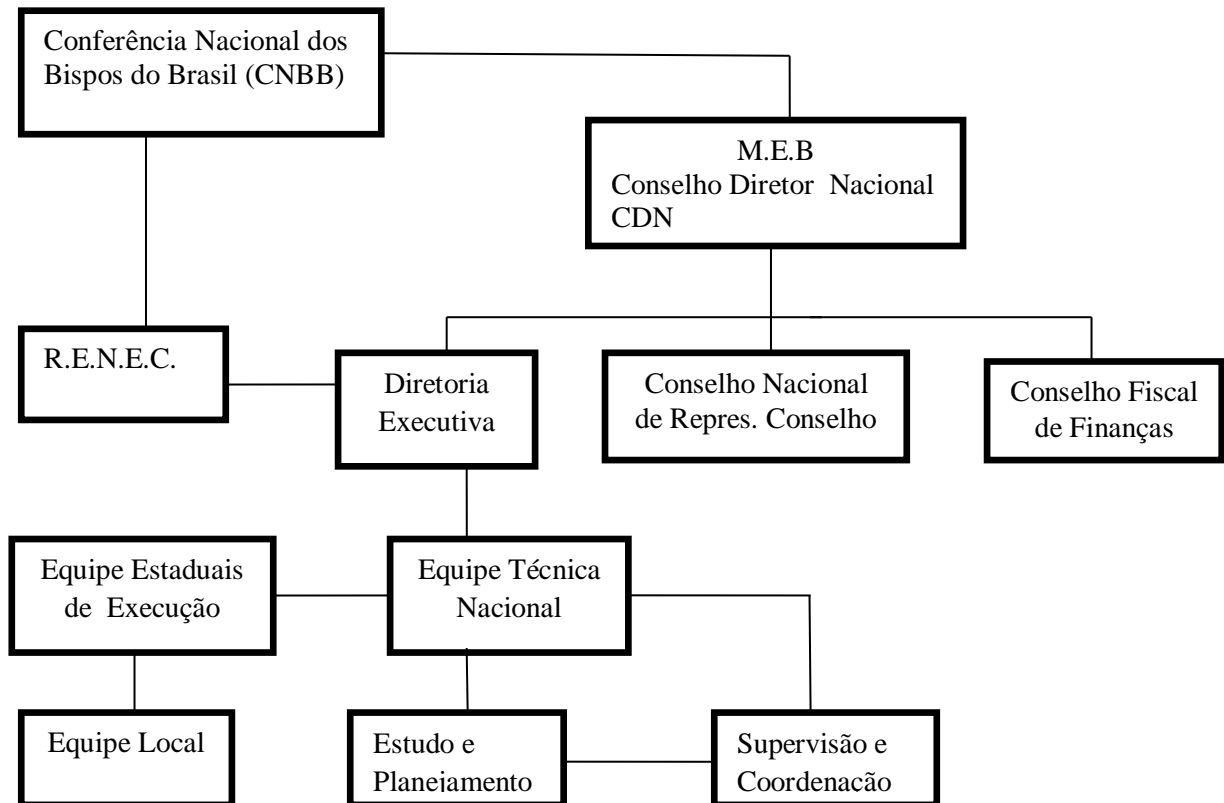 Conferência Nacional dos
Bispos do Brasil (CNBB)
M.E.B
Conselho Diretor Nacional
CDN
R.E.N.E.C.
Diretoria
Executiva
Conselho Nacional
de Repres. Conselho
Conselho Fiscal
de Finanças
Equipe Estaduais
de Execução
Equipe Técnica
Nacional
Equipe Local
Estudo e
Planejamento
Supervisão e
Coordenação